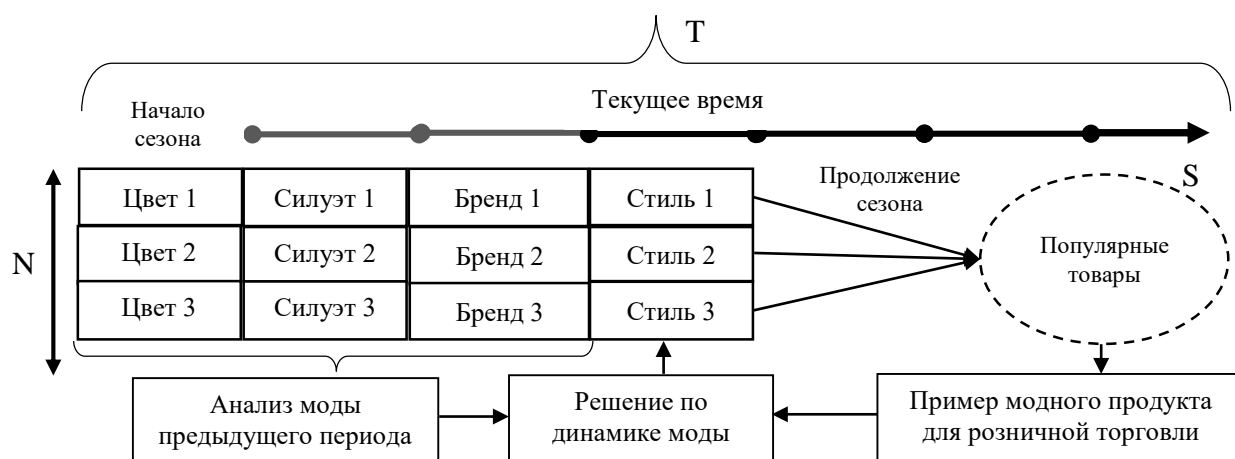 T
Начало
сезона
Текущее время
Цвет 1
Силуэт 1
Бренд 1
Стиль 1
Продолжение
сезона
S
N
Цвет 2
Силуэт 2
Бренд 2
Стиль 2
Популярные
товары
Цвет 3
Силуэт 3
Бренд 3
Стиль 3
Анализ моды
предыдущего периода
Решение по
динамике моды
Пример модного продукта
для розничной торговли